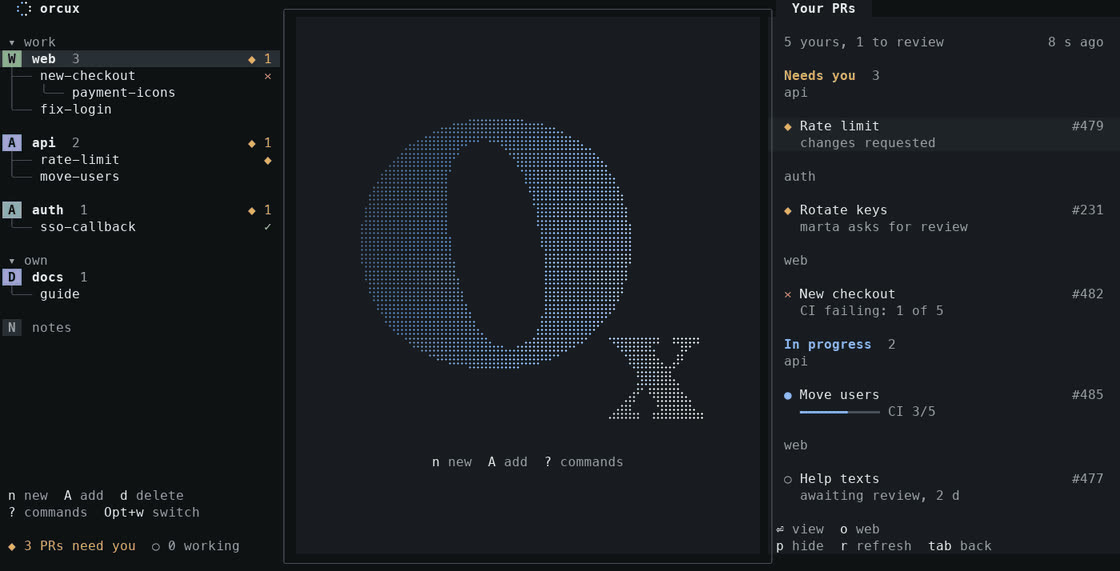 orcux
▾ work
W web 3 ◆ 1
new-checkout ×
payment-icons
fix-login
A api 2 ◆ 1
rate-limit ◆
move-users
A auth 1 ◆ 1
sso-callback ✓
▾ own
D docs 1
guide
N notes
n new A add d delete
? commands Opt+w switch
◆ 3 PRs need you ○ 0 working
Ox
n new A add ? commands
Your PRs
5 yours, 1 to review 8 s ago
Needs you 3
api
◆ Rate limit #479
changes requested
auth
◆ Rotate keys #231
marta asks for review
web
× New checkout #482
CI failing: 1 of 5
In progress 2
api
● Move users #485
CI 3/5
web
○ Help texts #477
awaiting review, 2 d
⏎ view o web
p hide r refresh tab back